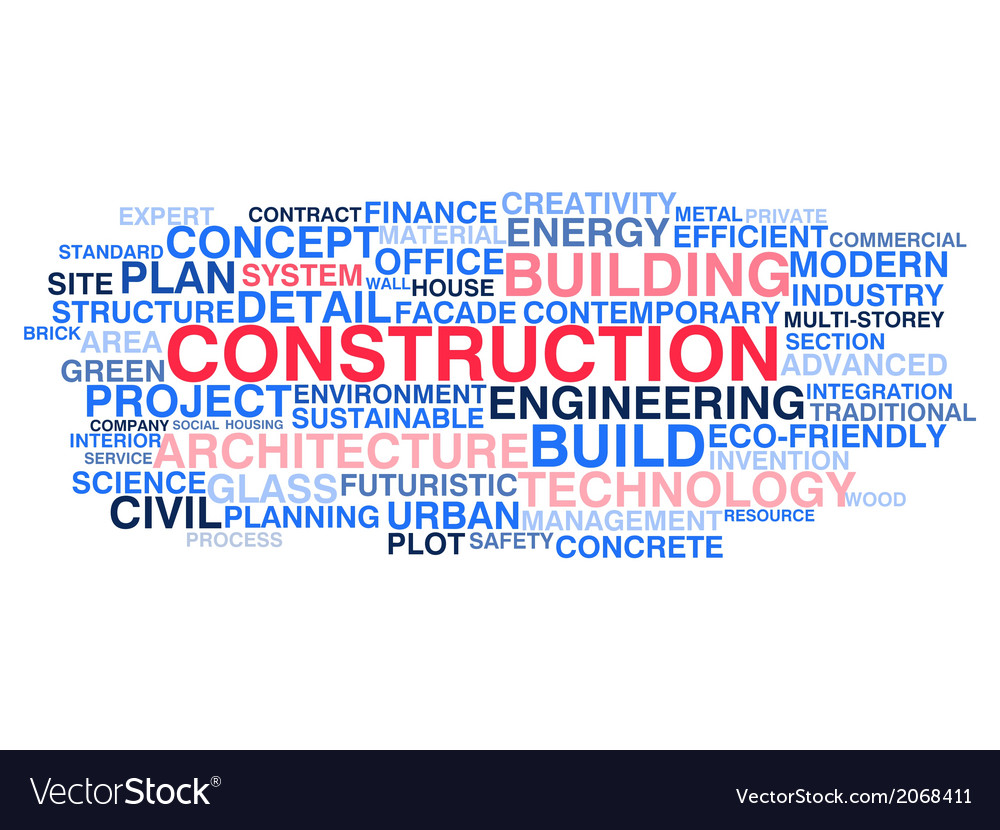 CREATIVITY
EXPERT CONTRACT FINANCE METAL PRIVATE
STANDARD CONCEPT MATERIAL ENERGY EFFICIENT COMMERCIAL
SITE PLAN SYSTEM WALL OFFICE HOUSE BUILDING MODERN
STRUCTURE DETAIL FACADE CONTEMPORARY INDUSTRY
MULTI-STOREY
BRICK AREA CONSTRUCTION SECTION
GREEN ADVANCED
PROJECT ENVIRONMENT ENGINEERING INTEGRATION
COMPANY SOCIAL HOUSING SUSTAINABLE TRADITIONAL
INTERIOR ARCHITECTURE BUILD ECO-FRIENDLY
SERVICE INVENTION
SCIENCE GLASS FUTURISTIC TECHNOLOGY WOOD
CIVIL PLANNING URBAN MANAGEMENT RESOURCE
PROCESS PLOT SAFETY CONCRETE
VectorStock®
VectorStock.com/2068411